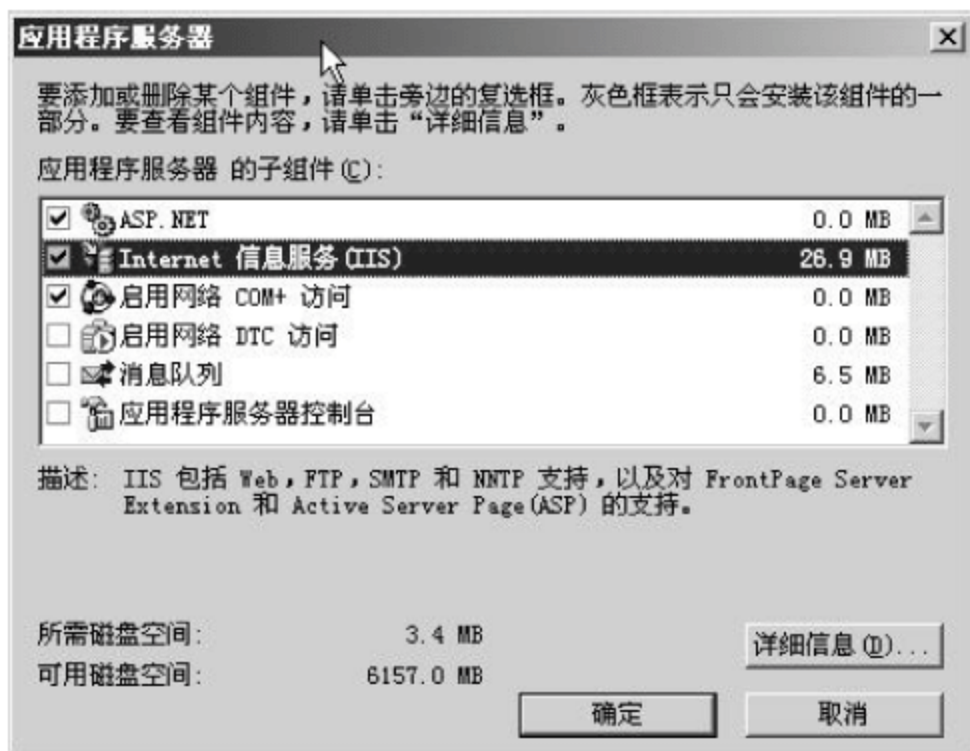 应用程序服务器
要添加或删除某个组件，请单击旁边的复选框。灰色框表示只会安装该组件的一
部分。要查看组件内容，请单击“详细信息”。
应用程序服务器 的子组件(C):
ASP.NET 0.0 MB
Internet 信息服务(IIS) 26.9 MB
启用网络 COM+ 访问 0.0 MB
启用网络 DTC 访问 0.0 MB
消息队列 6.5 MB
应用程序服务器控制台 0.0 MB
描述: IIS 包括 Web，FTP，SMTP 和 NNTP 支持，以及对 FrontPage Server
Extension 和 Active Server Page(ASP) 的支持。
所需磁盘空间: 3.4 MB
详细信息(D)...
可用磁盘空间: 6157.0 MB
确定 取消